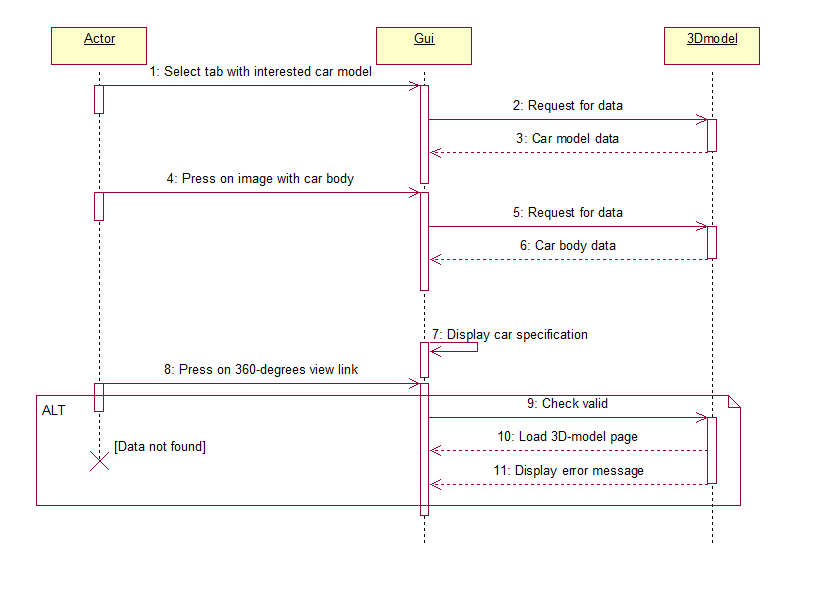 Actor
Gui
3Dmodel
1: Select tab with interested car model
2: Request for data
3: Car model data
4: Press on image with car body
5: Request for data
6: Car body data
7: Display car specification
8: Press on 360-degrees view link
ALT
9: Check valid
10: Load 3D-model page
[Data not found]
11: Display error message